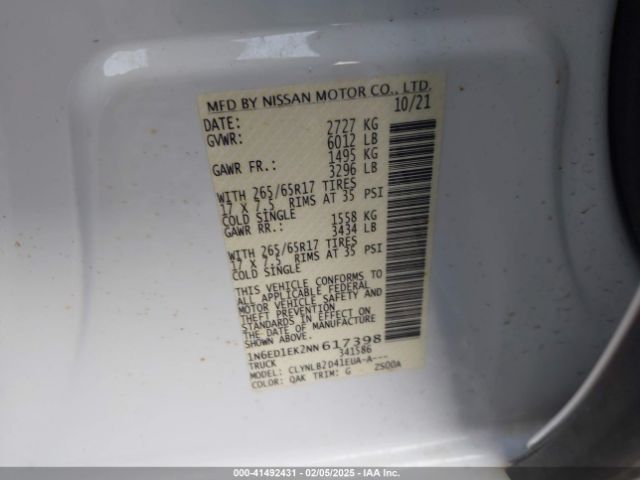 MFD BY NISSAN MOTOR CO., LTD.
DATE: 10/21
GVWR: 2727 KG
6012 LB
GAWR FR.: 1495 KG
3296 LB
WITH 265/65R17 TIRES
17 X 7.5 RIMS AT 35 PSI
COLD SINGLE
GAWR RR.: 1558 KG
3434 LB
WITH 265/65R17 TIRES
17 X 7.5 RIMS AT 35 PSI
COLD SINGLE
THIS VEHICLE CONFORMS TO
ALL APPLICABLE FEDERAL
MOTOR VEHICLE SAFETY AND
THEFT PREVENTION
STANDARDS IN EFFECT ON
THE DATE OF MANUFACTURE
1N6ED1EK2NN617398
TRUCK 341586
MODEL: CLYNLB2D41EUA-A---
COLOR: QAK TRIM: G ZS00A
000-41492431 - 02/05/2025 - IAA Inc.